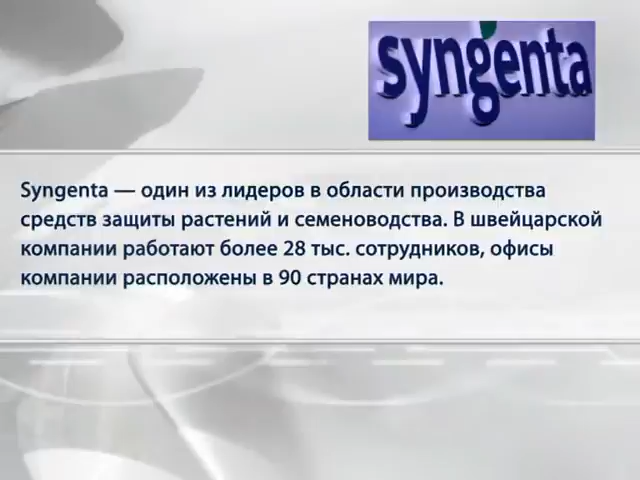 syngenta
Syngenta — один из лидеров в области производства
средств защиты растений и семеноводства. В швейцарской
компании работают более 28 тыс. сотрудников, офисы
компании расположены в 90 странах мира.